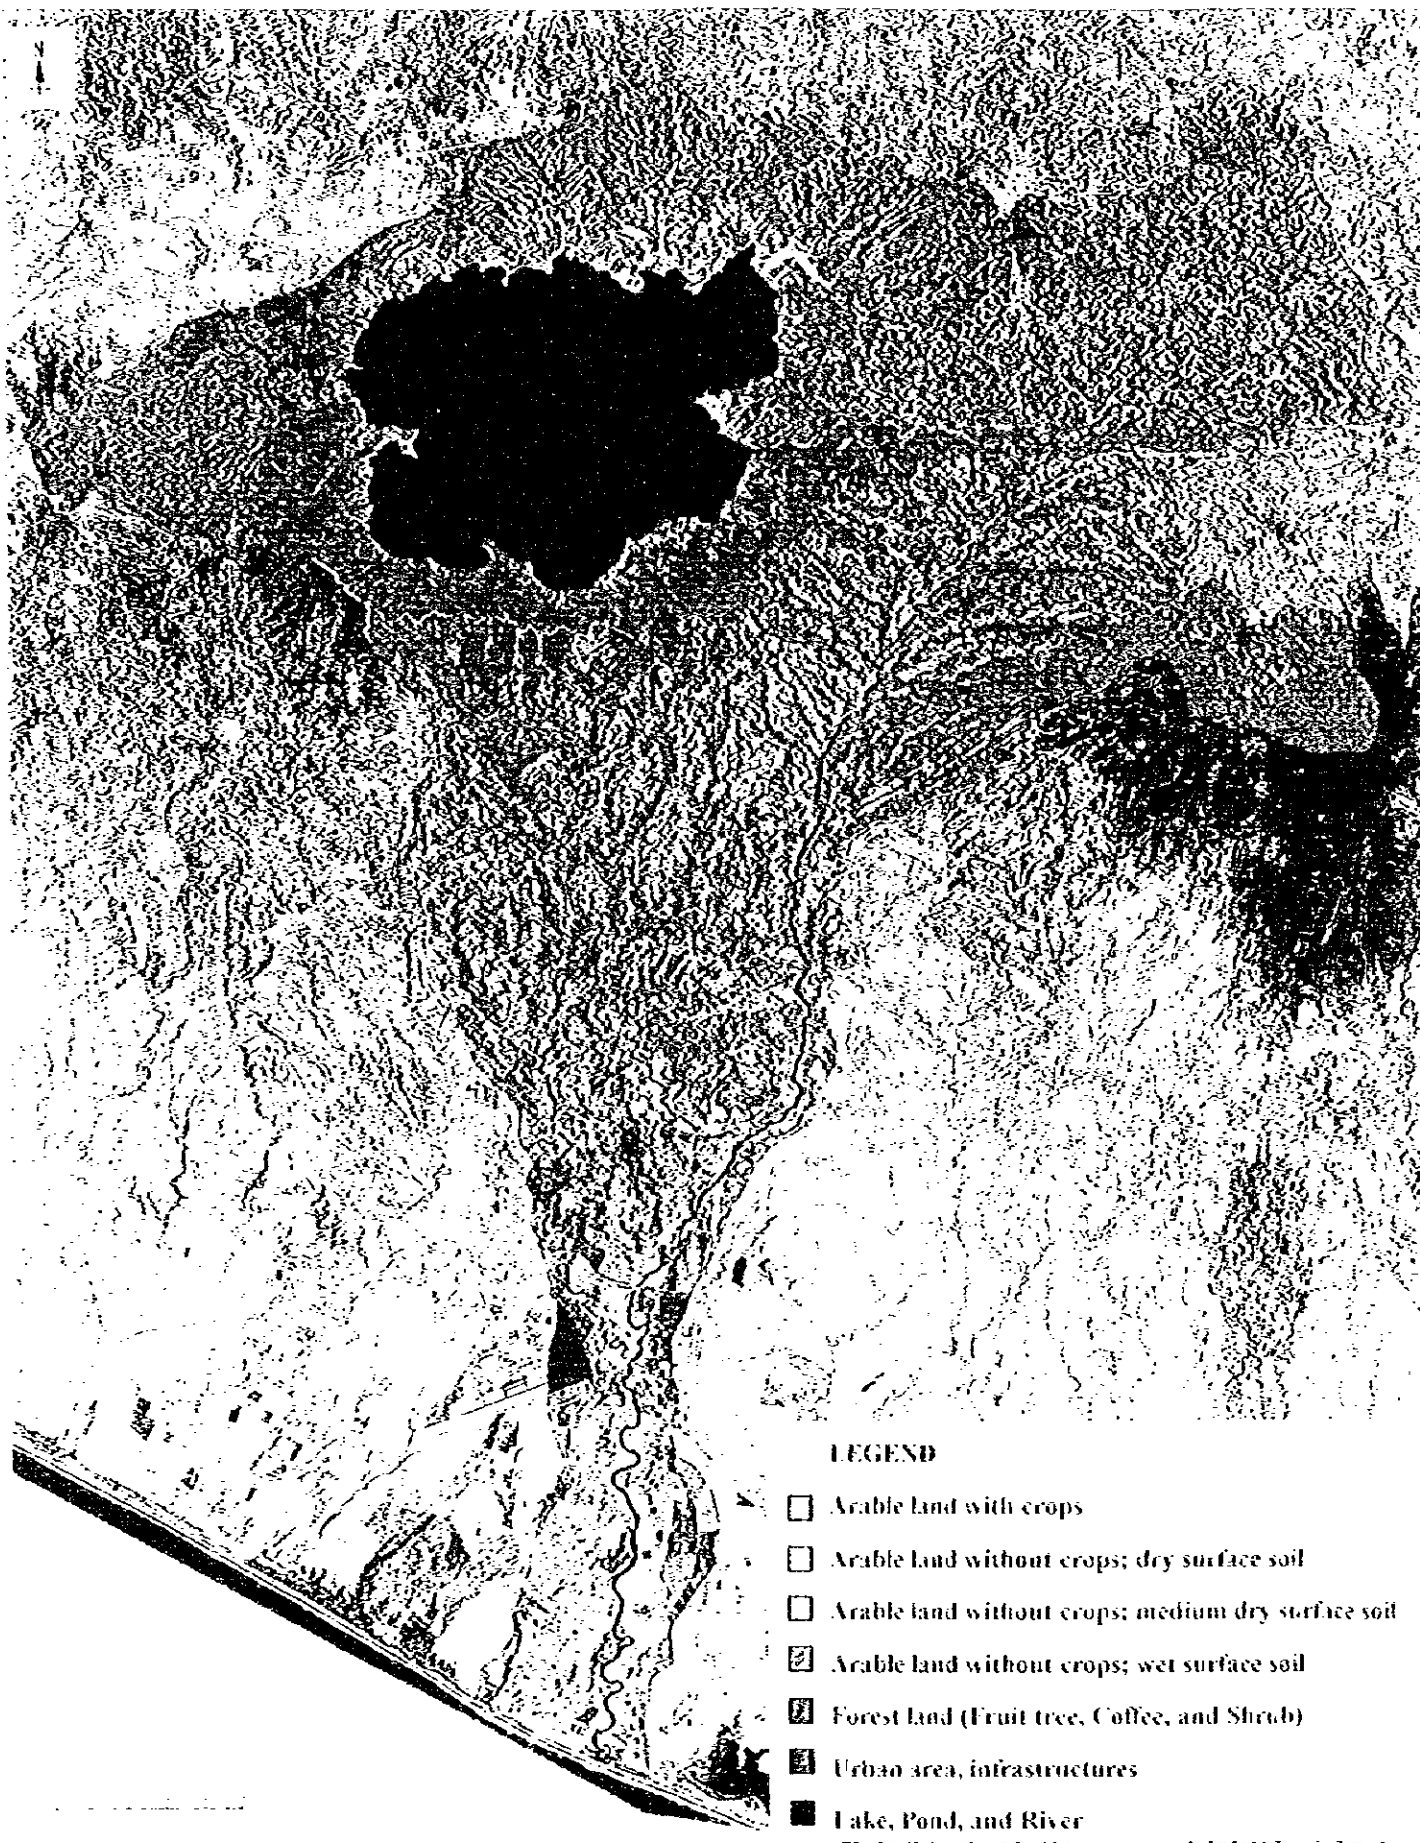 N
LEGEND
Arable land with crops
Arable land without crops; dry surface soil
Arable land without crops; medium dry surface soil
Arable land without crops; wet surface soil
Forest land (Fruit tree, Coffee, and Shrub)
Urban area, infrastructures
Lake, Pond, and River